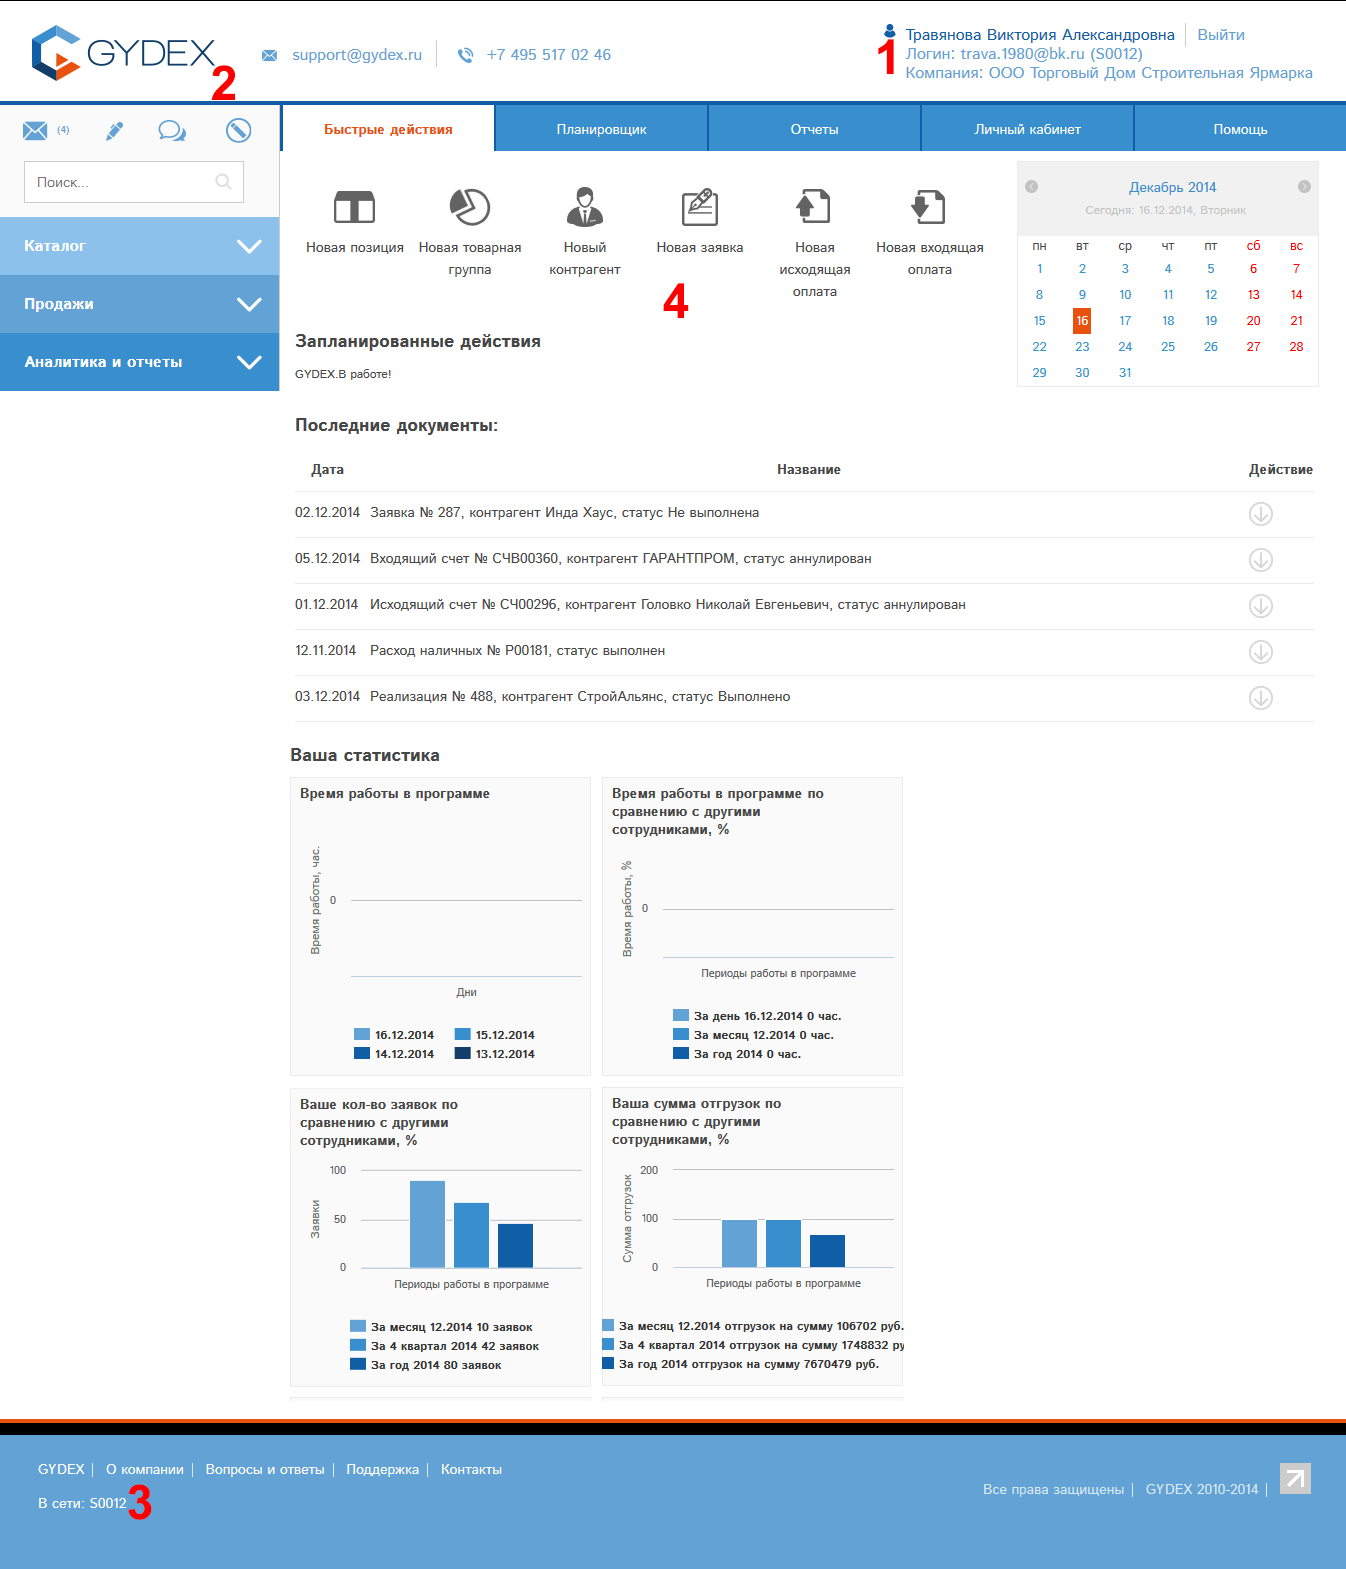 GYDEX
2
support@gydex.ru
+7 495 517 02 46
1
Травянова Виктория Александровна
Выйти
Логин: trava.1980@bk.ru (S0012)
Компания: ООО Торговый Дом Строительная Ярмарка
(4)
Поиск...
Каталог
Продажи
Аналитика и отчеты
Быстрые действия
Планировщик
Отчеты
Личный кабинет
Помощь
Новая позиция
Новая товарная
группа
Новый
контрагент
Новая заявка
Новая
исходящая
оплата
Новая входящая
оплата
4
Декабрь 2014
Сегодня: 16.12.2014, Вторник
пн вт ср чт пт сб вс
1 2 3 4 5 6 7
8 9 10 11 12 13 14
15 16 17 18 19 20 21
22 23 24 25 26 27 28
29 30 31
Запланированные действия
GYDEX.В работе!
Последние документы:
Дата Название Действие
02.12.2014 Заявка № 287, контрагент Инда Хаус, статус Не выполнена
05.12.2014 Входящий счет № СЧВ00360, контрагент ГАРАНТПРОМ, статус аннулирован
01.12.2014 Исходящий счет № СЧ00296, контрагент Головко Николай Евгеньевич, статус аннулирован
12.11.2014 Расход наличных № Р00181, статус выполнен
03.12.2014 Реализация № 488, контрагент СтройАльянс, статус Выполнено
Ваша статистика
Время работы в программе
Время работы, час.
0
Дни
16.12.2014 15.12.2014
14.12.2014 13.12.2014
Время работы в программе по
сравнению с другими
сотрудниками, %
Время работы, %
0
Периоды работы в программе
За день 16.12.2014 0 час.
За месяц 12.2014 0 час.
За год 2014 0 час.
Ваше кол-во заявок по
сравнению с другими
сотрудниками, %
Заявки
100
50
0
Периоды работы в программе
За месяц 12.2014 10 заявок
За 4 квартал 2014 42 заявок
За год 2014 80 заявок
Ваша сумма отгрузок по
сравнению с другими
сотрудниками, %
Сумма отгрузок
200
100
0
Периоды работы в программе
За месяц 12.2014 отгрузок на сумму 106702 руб.
За 4 квартал 2014 отгрузок на сумму 1748832 ру
За год 2014 отгрузок на сумму 7670479 руб.
GYDEX | О компании | Вопросы и ответы | Поддержка | Контакты
В сети: S0012
3
Все права защищены | GYDEX 2010-2014 |